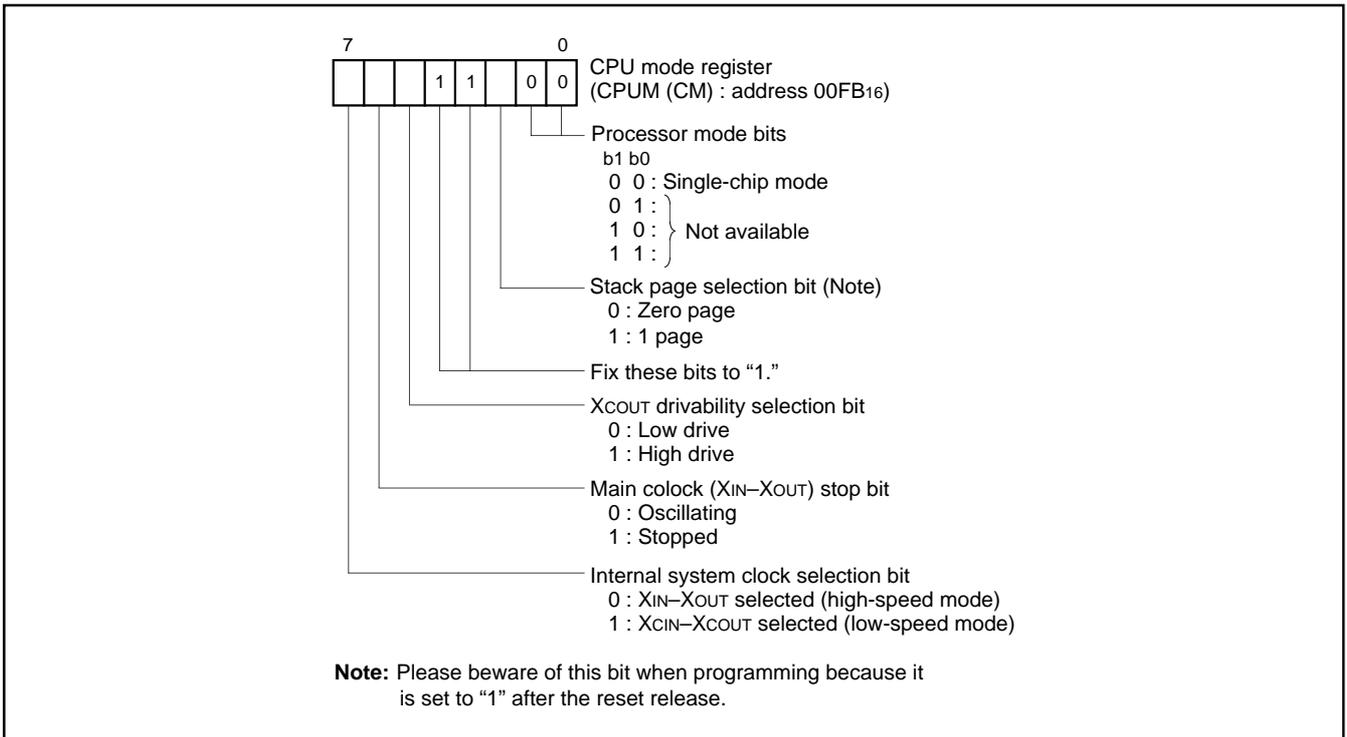 7 0
1 1 0 0
CPU mode register
(CPUM (CM) : address 00FB16)
Processor mode bits
b1 b0
0 0 : Single-chip mode
0 1 :
1 0 : Not available
1 1 :
Stack page selection bit (Note)
0 : Zero page
1 : 1 page
Fix these bits to “1.”
XCOUT drivability selection bit
0 : Low drive
1 : High drive
Main colock (XIN–XOUT) stop bit
0 : Oscillating
1 : Stopped
Internal system clock selection bit
0 : XIN–XOUT selected (high-speed mode)
1 : XCIN–XCOUT selected (low-speed mode)
Note: Please beware of this bit when programming because it
is set to “1” after the reset release.